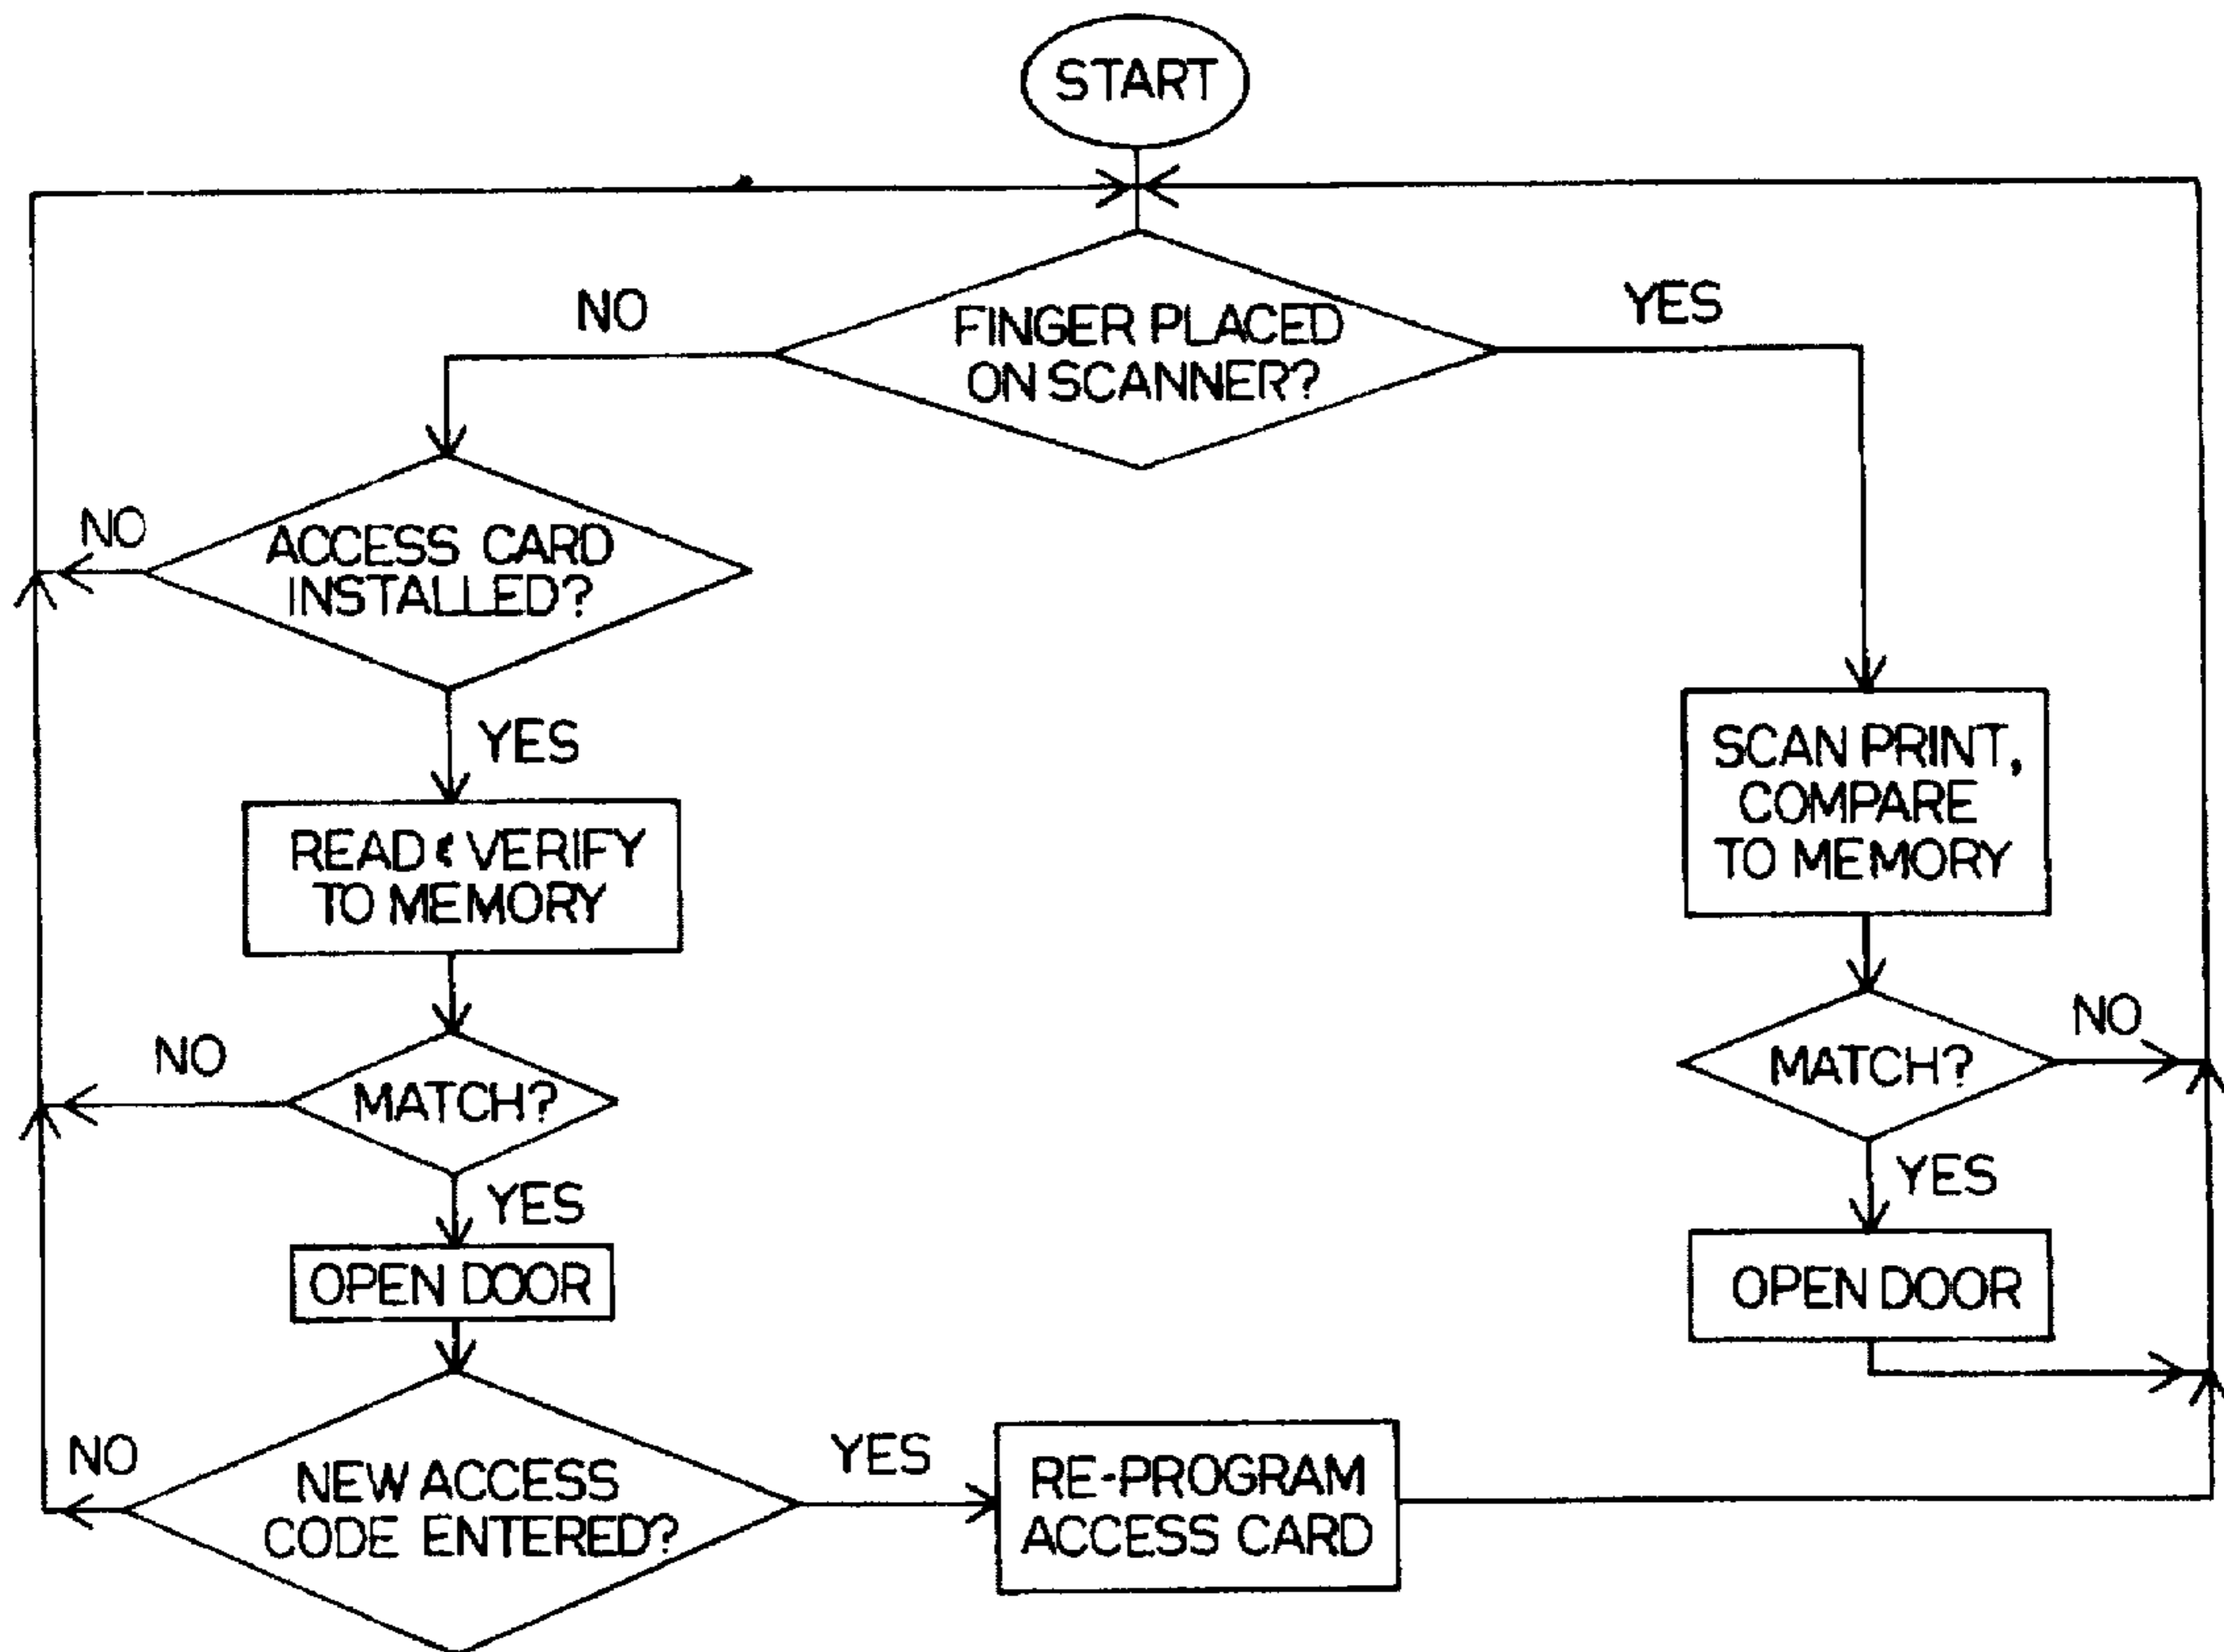 START
NO
YES
FINGER PLACED
ON SCANNER?
NO
ACCESS CARD
INSTALLED?
YES
SCAN PRINT,
COMPARE
TO MEMORY
READ & VERIFY
TO MEMORY
NO
MATCH?
NO
MATCH?
YES
YES
OPEN DOOR
OPEN DOOR
NO
NEW ACCESS
CODE ENTERED?
YES
RE-PROGRAM
ACCESS CARD